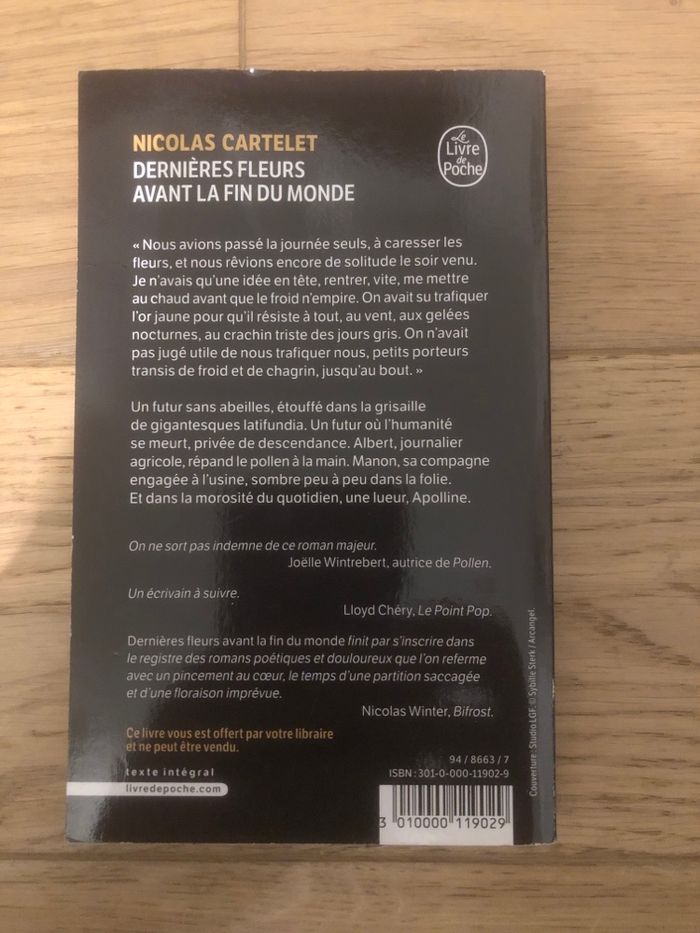 NICOLAS CARTELET
DERNIÈRES FLEURS
AVANT LA FIN DU MONDE
Le
Livre
de
Poche
« Nous avions passé la journée seuls, à caresser les
fleurs, et nous rêvions encore de solitude le soir venu.
Je n'avais qu'une idée en tête, rentrer, vite, me mettre
au chaud avant que le froid n'empire. On avait su trafiquer
l'or jaune pour qu'il résiste à tout, au vent, aux gelées
nocturnes, au crachin triste des jours gris. On n'avait
pas jugé utile de nous trafiquer nous, petits porteurs
transis de froid et de chagrin, jusqu'au bout. »
Un futur sans abeilles, étouffé dans la grisaille
de gigantesques latifundia. Un futur où l'humanité
se meurt, privée de descendance. Albert, journalier
agricole, répand le pollen à la main. Manon, sa compagne
engagée à l'usine, sombre peu à peu dans la folie.
Et dans la morosité du quotidien, une lueur, Apolline.
On ne sort pas indemne de ce roman majeur.
Joëlle Wintrebert, autrice de Pollen.
Un écrivain à suivre.
Lloyd Chéry, Le Point Pop.
Dernières fleurs avant la fin du monde finit par s'inscrire dans
le registre des romans poétiques et douloureux que l'on referme
avec un pincement au cœur, le temps d'une partition saccagée
et d'une floraison imprévue.
Nicolas Winter, Bifrost.
Ce livre vous est offert par votre libraire
et ne peut être vendu.
texte intégral
livredepoche.com
94 / 8663 / 7
ISBN : 301-0-000-11902-9
3 010000 119029
Couverture : Studio LGF. © Sybille Sterk / Arcangel.